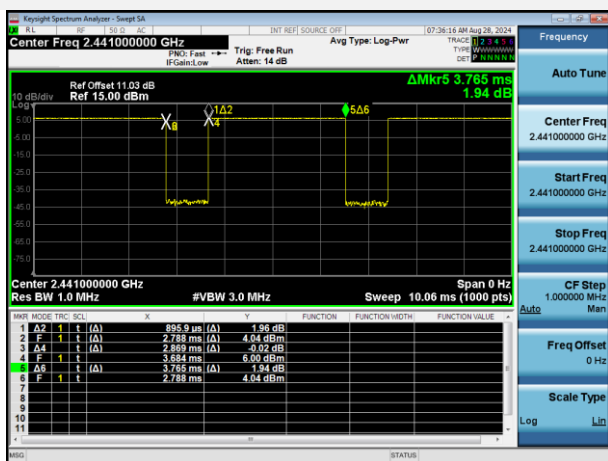 Keysight Spectrum Analyzer - Swept SA
RL RF 50 Ω AC INT REF SOURCE OFF 07:36:16 AM Aug 28, 2024
Center Freq 2.441000000 GHz
PNO: Fast
IFGain:Low
Trig: Free Run
Atten: 14 dB
Avg Type: Log-Pwr
TRACE 1 2 3 4 5 6
TYPE WWWWWW
DET P N N N N N
Ref Offset 11.03 dB
10 dB/div Ref 15.00 dBm
ΔMkr5 3.765 ms
1.94 dB
Log
5.00
-5.00
-15.0
-25.0
-35.0
-45.0
-55.0
-65.0
-75.0
1Δ2
4
5Δ6
Center 2.441000000 GHz
Span 0 Hz
Res BW 1.0 MHz
#VBW 3.0 MHz
Sweep 10.06 ms (1000 pts)
MKR MODE TRC SCL X Y FUNCTION FUNCTION WIDTH FUNCTION VALUE
1 Δ2 1 t (Δ) 895.9 µs (Δ) 1.96 dB
2 F 1 t 2.788 ms 4.04 dBm
3 Δ4 1 t (Δ) 2.869 ms (Δ) -0.02 dB
4 F 1 t 3.684 ms 6.00 dBm
5 Δ6 1 t (Δ) 3.765 ms (Δ) 1.94 dB
6 F 1 t 2.788 ms 4.04 dBm
7
8
9
10
11
MSG
STATUS
Frequency
Auto Tune
Center Freq
2.441000000 GHz
Start Freq
2.441000000 GHz
Stop Freq
2.441000000 GHz
CF Step
1.000000 MHz
Auto Man
Freq Offset
0 Hz
Scale Type
Log Lin